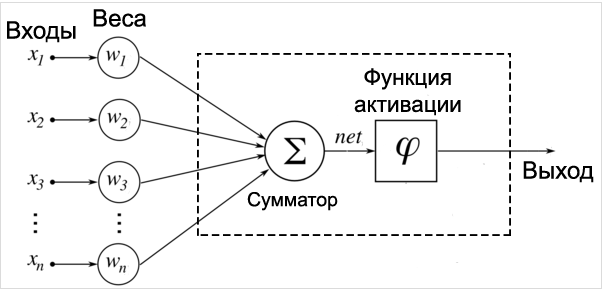 Входы
Веса
x1
w1
x2
w2
x3
w3
xn
wn
Σ
Сумматор
net
Функция
активации
φ
Выход